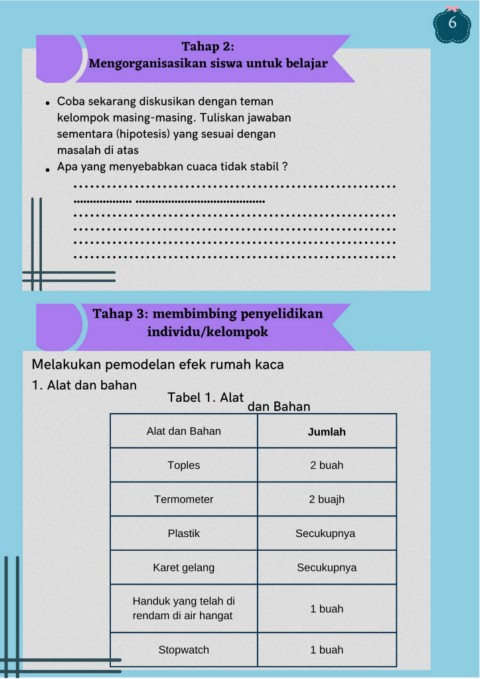 6
Tahap 2:
Mengorganisasikan siswa untuk belajar
Coba sekarang diskusikan dengan teman
kelompok masing-masing. Tuliskan jawaban
sementara (hipotesis) yang sesuai dengan
masalah di atas
Apa yang menyebabkan cuaca tidak stabil ?
Tahap 3: membimbing penyelidikan
individu/kelompok
Melakukan pemodelan efek rumah kaca
1. Alat dan bahan
Tabel 1. Alat
dan Bahan
Alat dan Bahan Jumlah
Toples 2 buah
Termometer 2 buajh
Plastik Secukupnya
Karet gelang Secukupnya
Handuk yang telah di
rendam di air hangat 1 buah
Stopwatch 1 buah